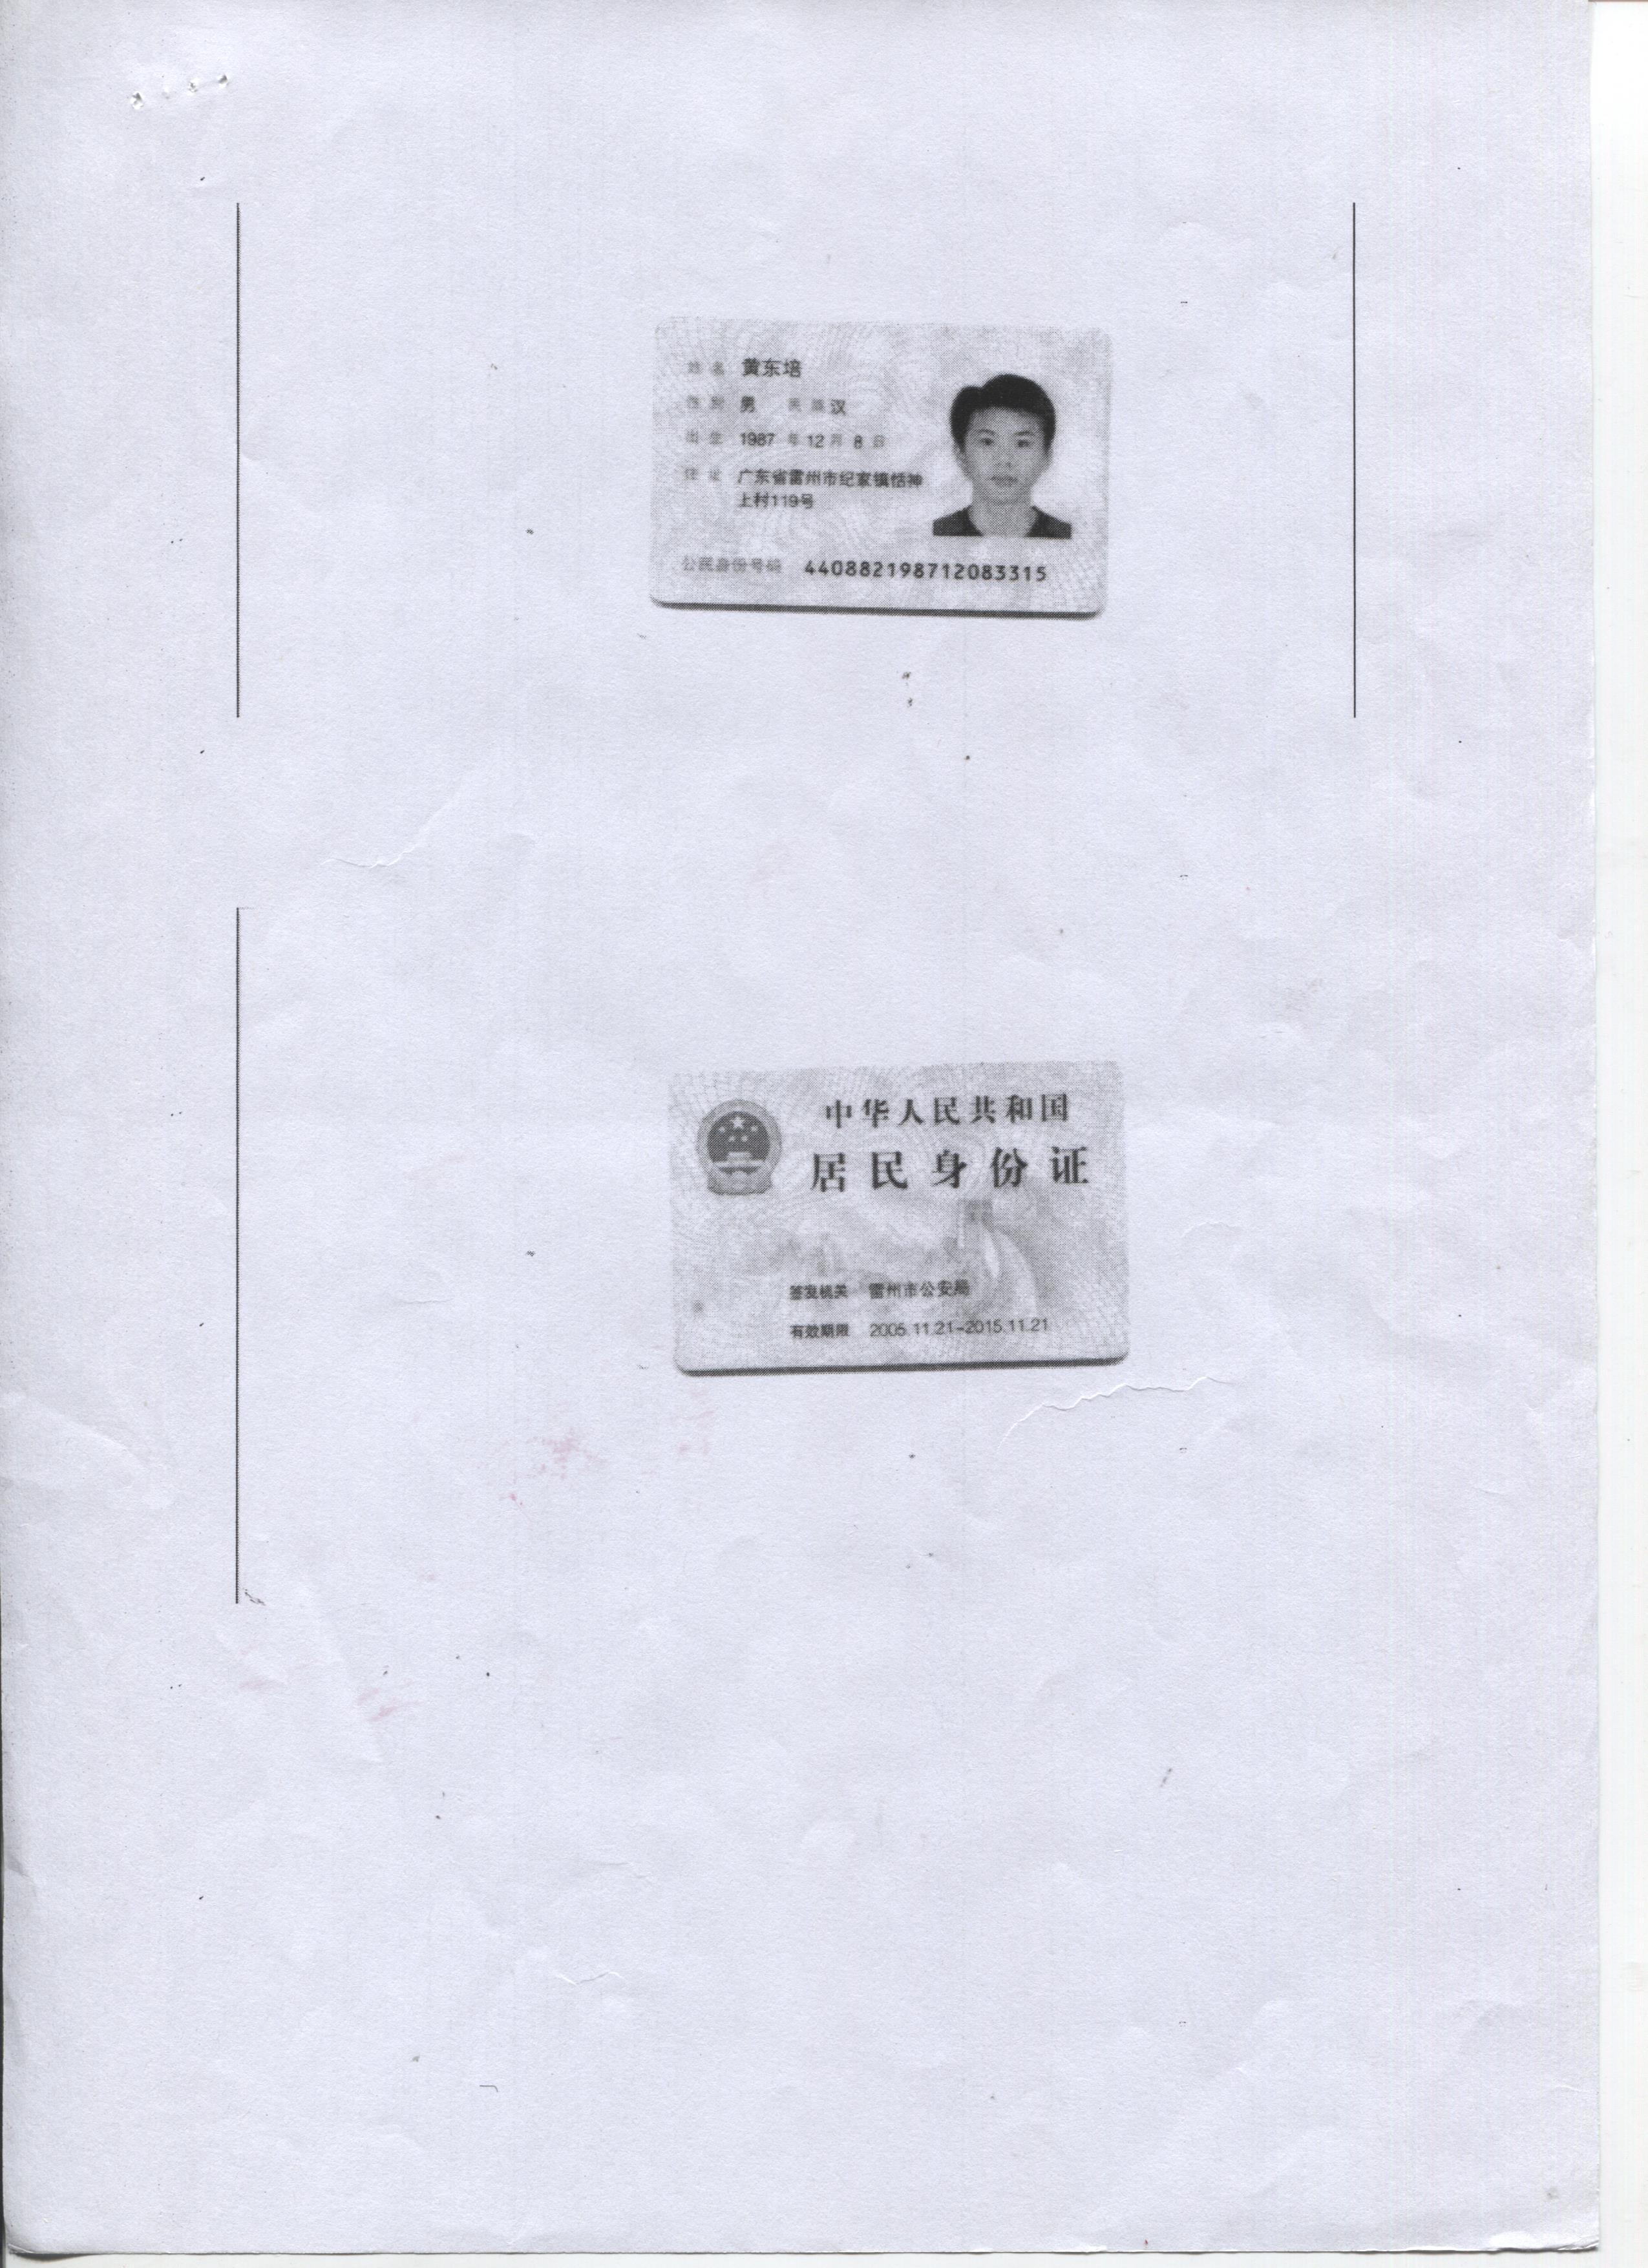 姓名 黄东培
性别 男 民族 汉
出生 1987 年 12 月 8 日
住址 广东省雷州市纪家镇恬神
上村119号
公民身份号码 440882198712083315
中华人民共和国
居民身份证
签发机关 雷州市公安局
有效期限 2005.11.21-2015.11.21